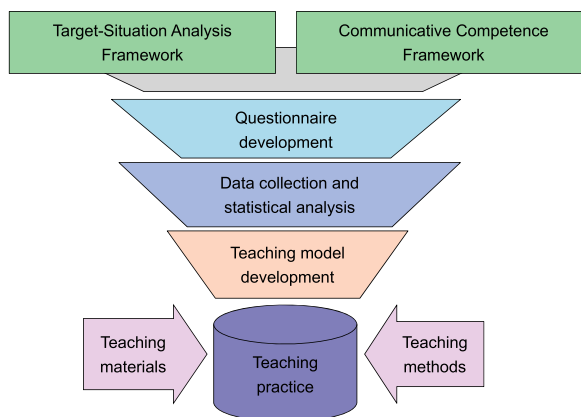 Target-Situation Analysis
Framework
Communicative Competence
Framework
Questionnaire
development
Data collection and
statistical analysis
Teaching model
development
Teaching
materials
Teaching
practice
Teaching
methods